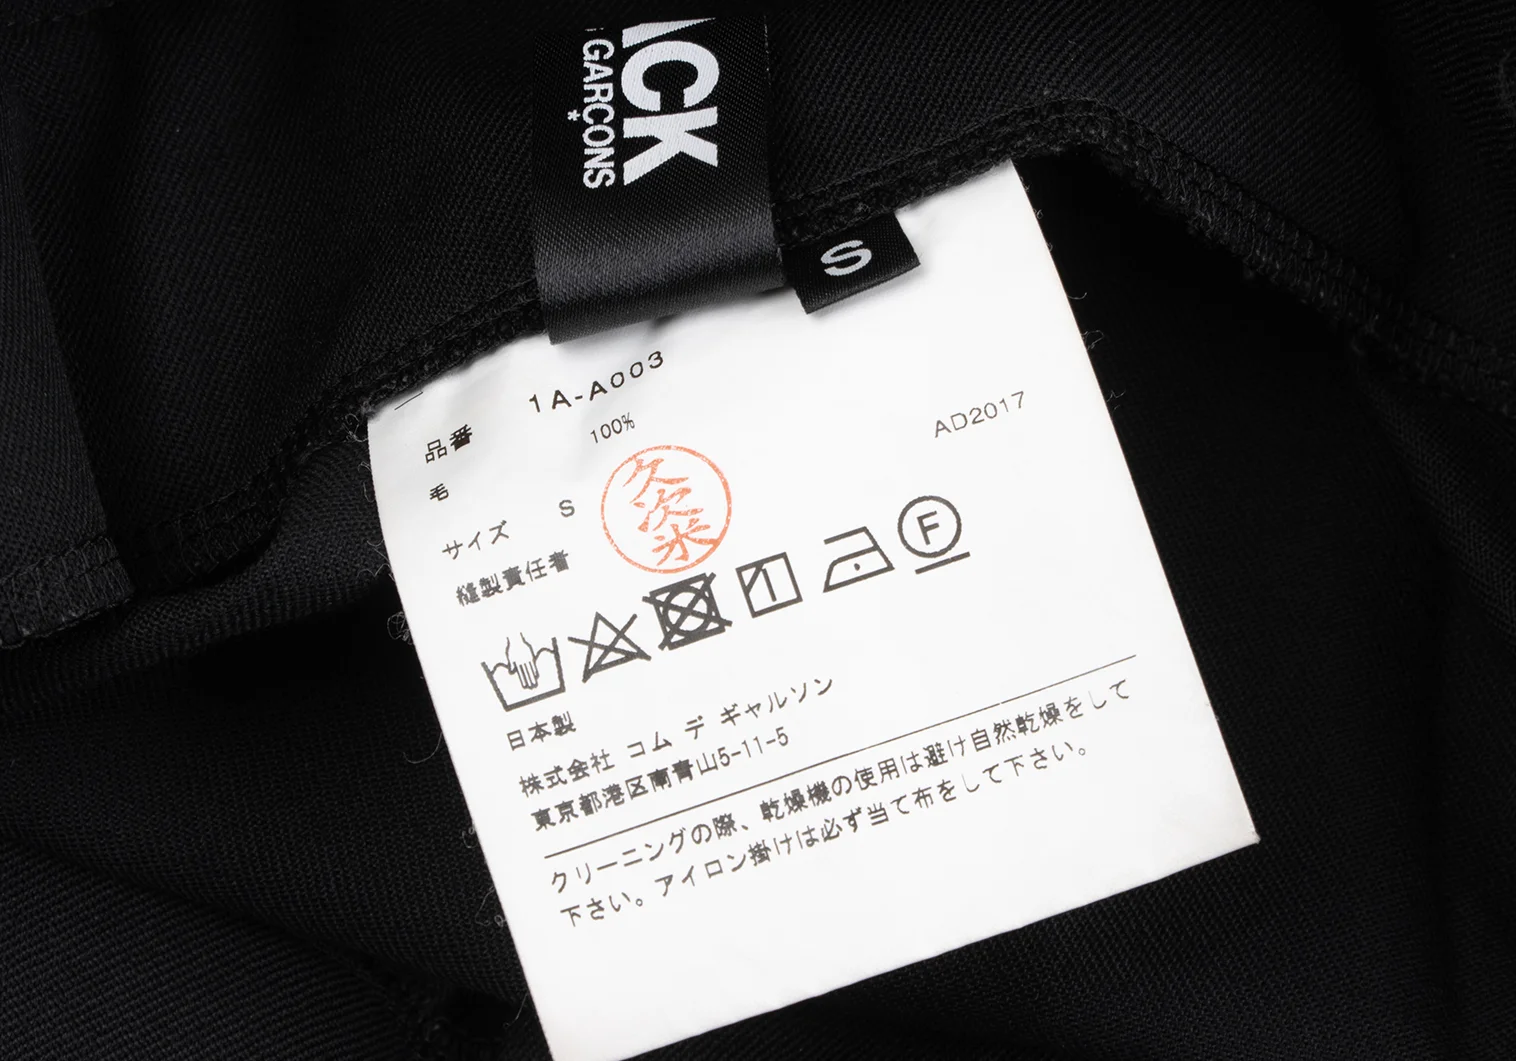 ACK
GARÇONS
*
S
品番 1A-A003
毛 100%
サイズ S
AD2017
縫製責任者
久次米
F
日本製
株式会社 コム デ ギャルソン
東京都港区南青山5-11-5
クリーニングの際、乾燥機の使用は避け自然乾燥をして
下さい。アイロン掛けは必ず当て布をして下さい。